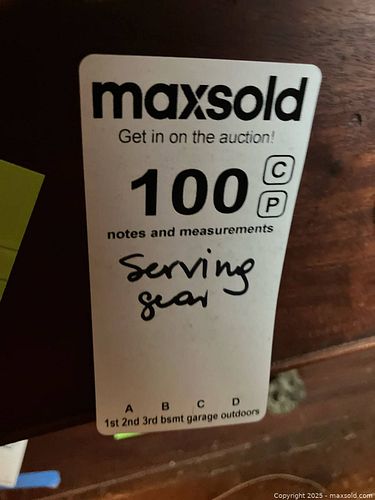 maxsold
Get in on the auction!
100
C
P
notes and measurements
Serving
gear
A B C D
1st 2nd 3rd bsmt garage outdoors
Copyright 2025 - maxsold.com